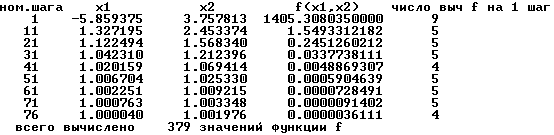 ном.шага x1 x2 f(x1,x2) число выч f на 1 шаг
1 -5.859375 3.757813 1405.3080350000 9
11 1.327195 2.453374 1.5493312182 5
21 1.122494 1.568340 0.2451260212 5
31 1.042310 1.212396 0.0337738111 5
41 1.020159 1.069414 0.0048869307 5
51 1.006704 1.025330 0.0005904639 5
61 1.002251 1.009215 0.0000728491 5
71 1.000763 1.003348 0.0000091402 5
76 1.000040 1.001976 0.0000036111 4
всего вычислено 379 значений функции f